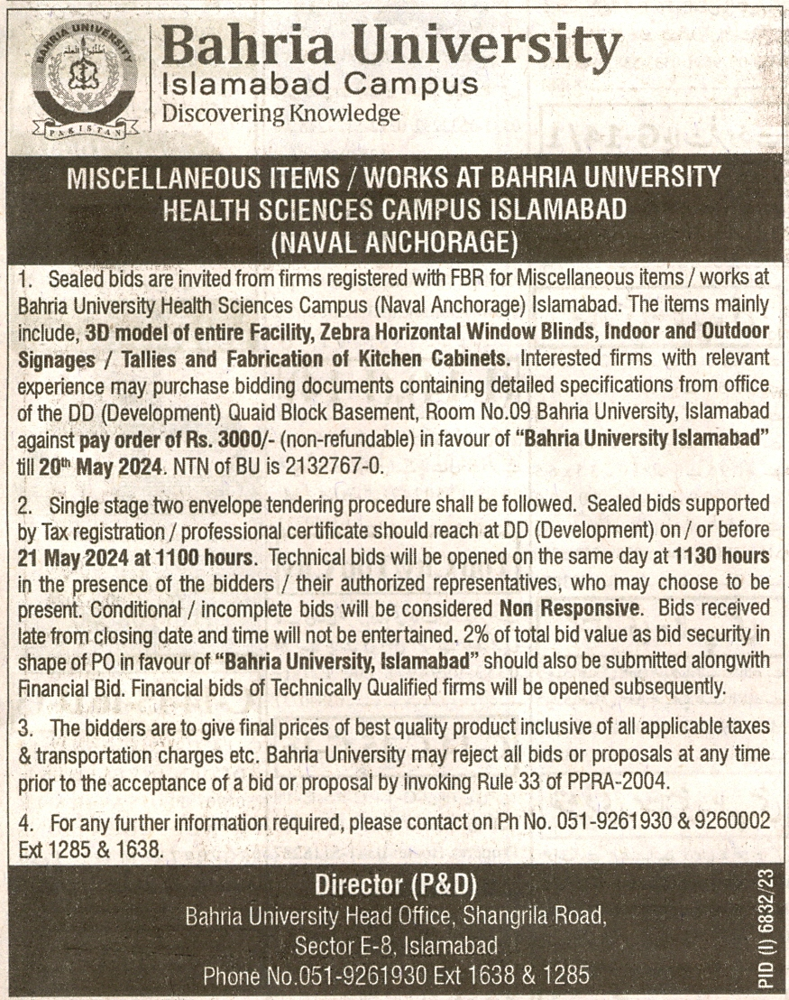 BAHRIA UNIVERSITY
PAKISTAN
Bahria University
Islamabad Campus
Discovering Knowledge
MISCELLANEOUS ITEMS / WORKS AT BAHRIA UNIVERSITY
HEALTH SCIENCES CAMPUS ISLAMABAD
(NAVAL ANCHORAGE)
1. Sealed bids are invited from firms registered with FBR for Miscellaneous items / works at
Bahria University Health Sciences Campus (Naval Anchorage) Islamabad. The items mainly
include, 3D model of entire Facility, Zebra Horizontal Window Blinds, Indoor and Outdoor
Signages / Tallies and Fabrication of Kitchen Cabinets. Interested firms with relevant
experience may purchase bidding documents containing detailed specifications from office
of the DD (Development) Quaid Block Basement, Room No.09 Bahria University, Islamabad
against pay order of Rs. 3000/- (non-refundable) in favour of "Bahria University Islamabad"
till 20th May 2024. NTN of BU is 2132767-0.
2. Single stage two envelope tendering procedure shall be followed. Sealed bids supported
by Tax registration / professional certificate should reach at DD (Development) on / or before
21 May 2024 at 1100 hours. Technical bids will be opened on the same day at 1130 hours
in the presence of the bidders / their authorized representatives, who may choose to be
present. Conditional / incomplete bids will be considered Non Responsive. Bids received
late from closing date and time will not be entertained. 2% of total bid value as bid security in
shape of PO in favour of "Bahria University, Islamabad" should also be submitted alongwith
Financial Bid. Financial bids of Technically Qualified firms will be opened subsequently.
3. The bidders are to give final prices of best quality product inclusive of all applicable taxes
& transportation charges etc. Bahria University may reject all bids or proposals at any time
prior to the acceptance of a bid or proposal by invoking Rule 33 of PPRA-2004.
4. For any further information required, please contact on Ph No. 051-9261930 & 9260002
Ext 1285 & 1638.
Director (P&D)
Bahria University Head Office, Shangrila Road,
Sector E-8, Islamabad
Phone No.051-9261930 Ext 1638 & 1285
PID (I) 6832/23